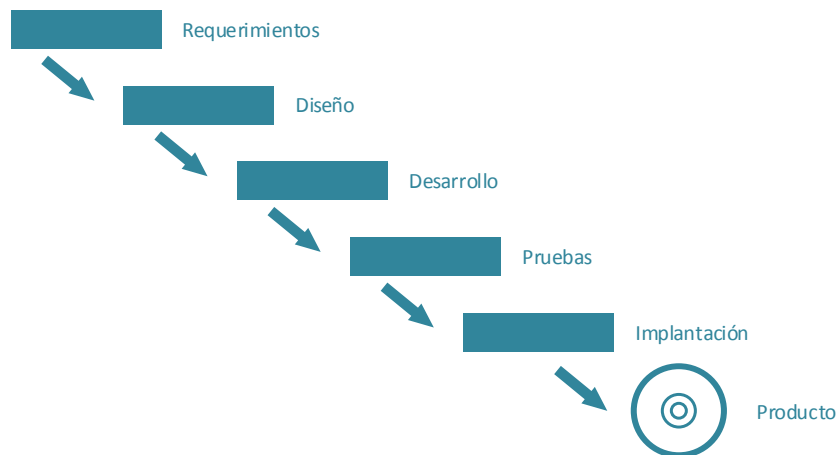 Requerimientos
Diseño
Desarrollo
Pruebas
Implantación
Producto